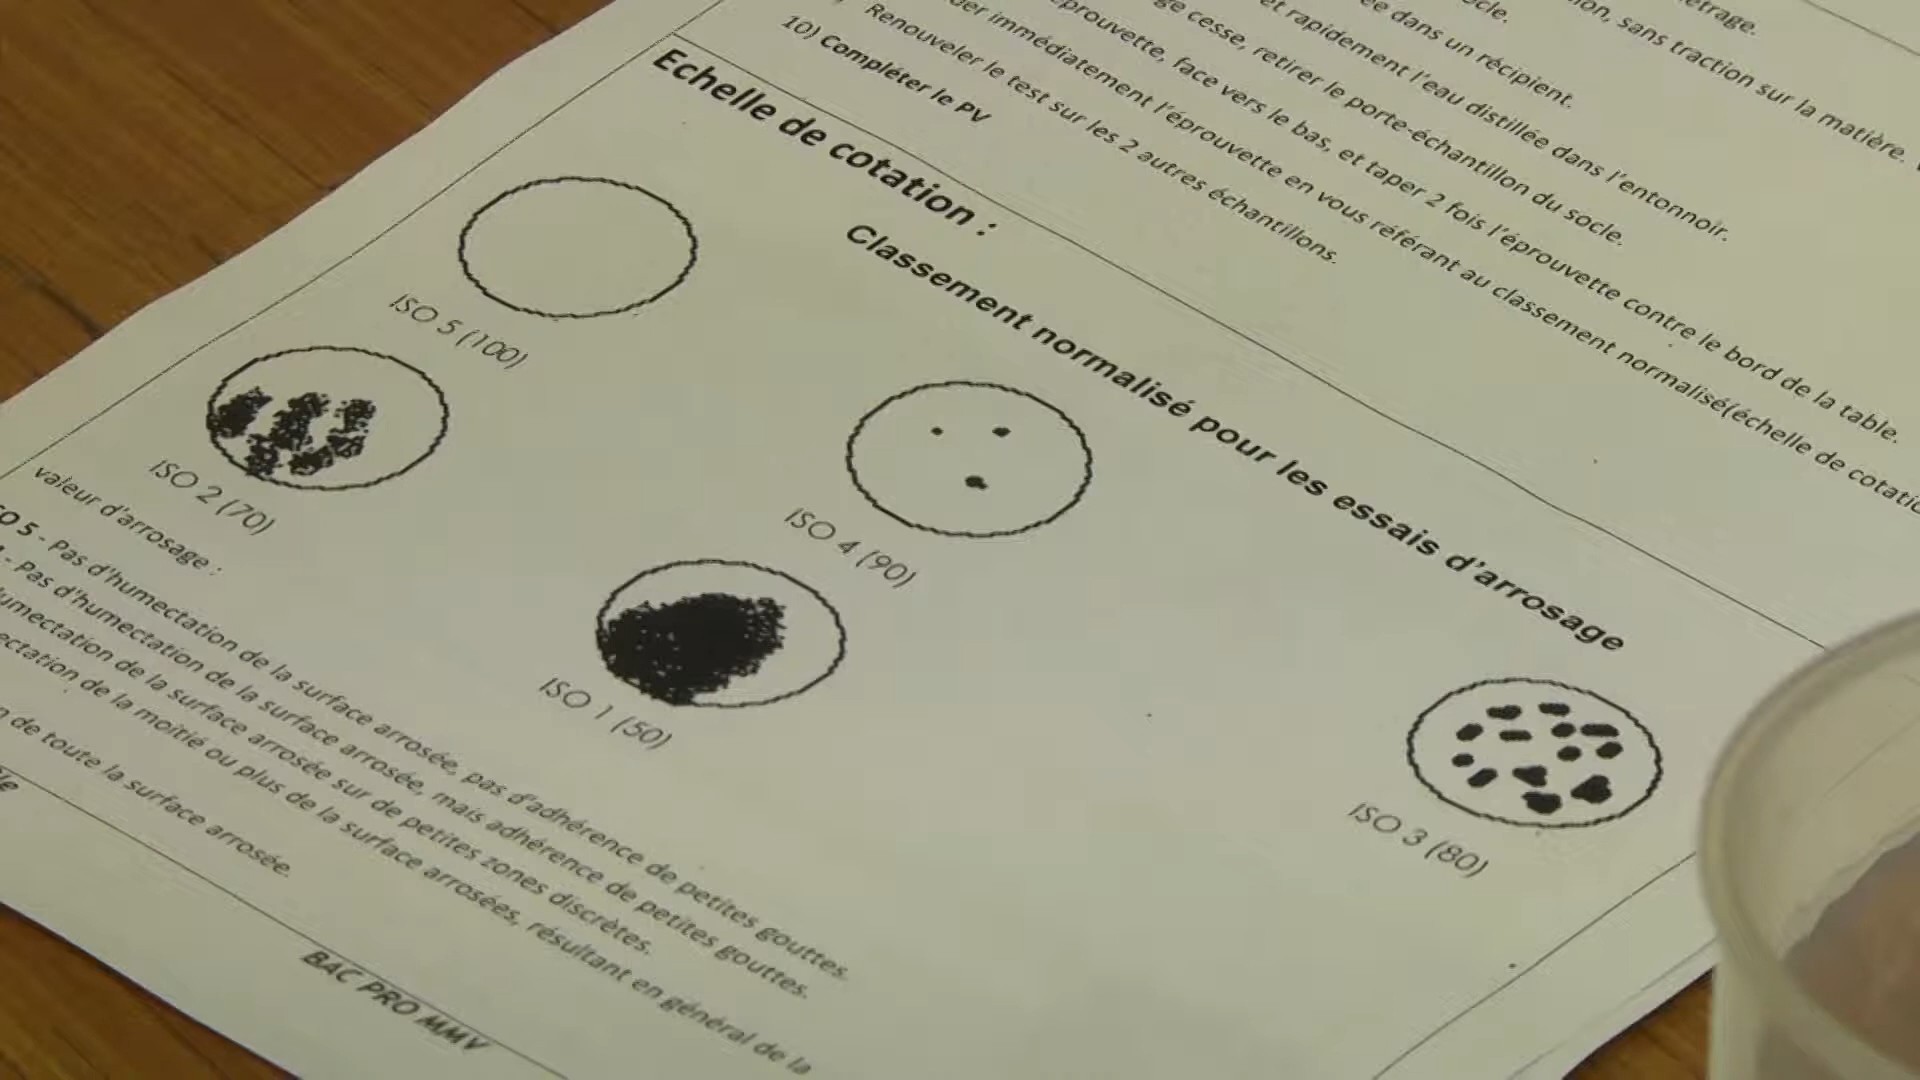 étrage.
ion, sans traction sur la matière.
ocle.
ée dans un récipient.
et rapidement l'eau distillée dans l'entonnoir.
ge cesse, retirer le porte-échantillon du socle.
éprouvette, face vers le bas, et taper 2 fois l'éprouvette contre le bord de la table.
der immédiatement l'éprouvette en vous référant au classement normalisé(échelle de cotatio
Renouveler le test sur les 2 autres échantillons.
10) Compléter le PV
Echelle de cotation :
Classement normalisé pour les essais d'arrosage
ISO 5 (100)
ISO 4 (90)
ISO 3 (80)
ISO 2 (70)
ISO 1 (50)
valeur d'arrosage :
SO 5 - Pas d'humectation de la surface arrosée, pas d'adhérence de petites gouttes.
4 - Pas d'humectation de la surface arrosée, mais adhérence de petites gouttes.
umectation de la surface arrosée sur de petites zones discrètes.
ectation de la moitié ou plus de la surface arrosées, résultant en général de la
n de toute la surface arrosée.
BAC PRO MMV